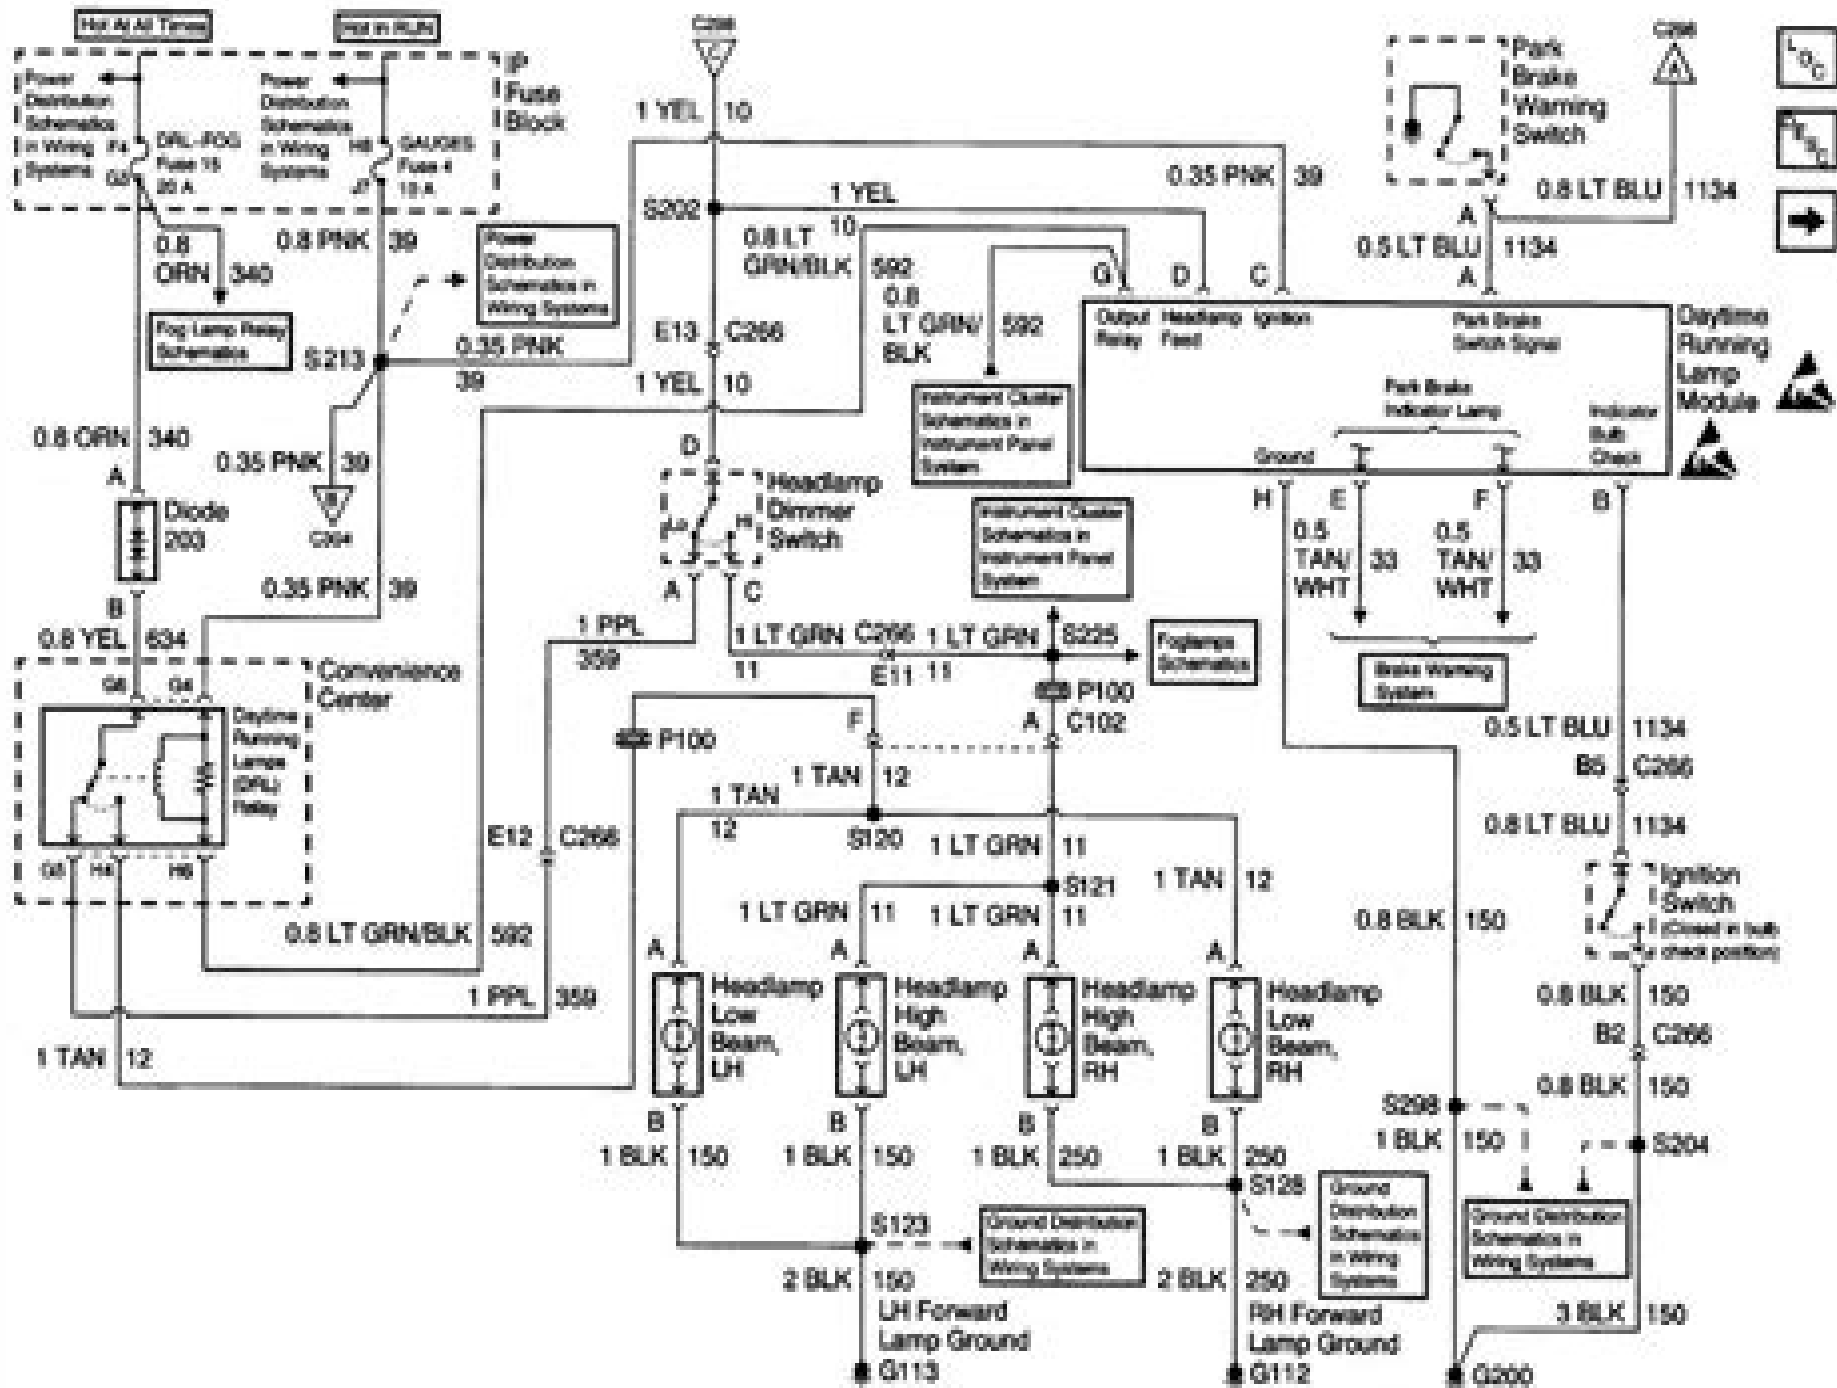 Hot At All Times
Hot in RUN
C298
C
C298
A
LOC
DESC
IP
Fuse
Block
Power
Distribution
Schematics
in Wiring
Systems
F4
DRL-FOG
Fuse 15
20 A
Power
Distribution
Schematics
in Wiring
Systems
H8
GAUGES
Fuse 4
10 A
1 YEL 10
Park
Brake
Warning
Switch
0.8 LT BLU 1134
A
0.5 LT BLU 1134
A
0.35 PNK 39
S202
1 YEL
10
0.8
ORN 340
0.8 PNK 39
Power
Distribution
Schematics in
Wiring Systems
0.8 LT
GRN/BLK 592
0.8
LT GRN/
BLK
592
G
D
C
Fog Lamp Relay
Schematics
S213
0.35 PNK
39
E13 C266
1 YEL 10
Output
Relay
Headlamp
Feed
Ignition
Park Brake
Switch Signal
Daytime
Running
Lamp
Module
Park Brake
Indicator Lamp
Indicator
Bulb
Check
Ground
Instrument Cluster
Schematics in
Instrument Panel
System
0.8 ORN 340
0.35 PNK 39
A
Diode
203
B
D
Headlamp
Dimmer
Switch
Lo
Hi
A
C
Instrument Cluster
Schematics in
Instrument Panel
System
H
E
F
B
0.5
TAN/
WHT
33
0.5
TAN/
WHT
33
0.35 PNK 39
0.8 YEL 634
1 PPL
359
1 LT GRN
11
C266
E11
1 LT GRN
11
S225
Foglamps
Schematics
Brake Warning
System
Convenience
Center
G4
Daytime
Running
Lamps
(DRL)
Relay
P100
P100
F
A
C102
0.5 LT BLU 1134
B5 C266
0.8 LT BLU 1134
1 TAN 12
1 TAN
12
S120
1 LT GRN 11
E12 C266
H4
H6
S121
1 LT GRN 11
1 LT GRN 11
1 TAN 12
Ignition
Switch
(Closed in bulb
check position)
0.8 LT GRN/BLK 592
0.8 BLK 150
1 PPL 359
1 TAN 12
A
Headlamp
Low
Beam,
LH
A
Headlamp
High
Beam,
LH
A
Headlamp
High
Beam,
RH
A
Headlamp
Low
Beam,
RH
0.8 BLK 150
B2 C266
0.8 BLK 150
B
B
B
B
1 BLK 150
1 BLK 150
1 BLK 250
1 BLK 250
S298
1 BLK 150
S204
S128
S123
Ground Distribution
Schematics in
Wiring Systems
Ground
Distribution
Schematics
in Wiring
Systems
Ground Distribution
Schematics in
Wiring Systems
2 BLK 150
LH Forward
Lamp Ground
G113
2 BLK 250
RH Forward
Lamp Ground
G112
3 BLK 150
G200